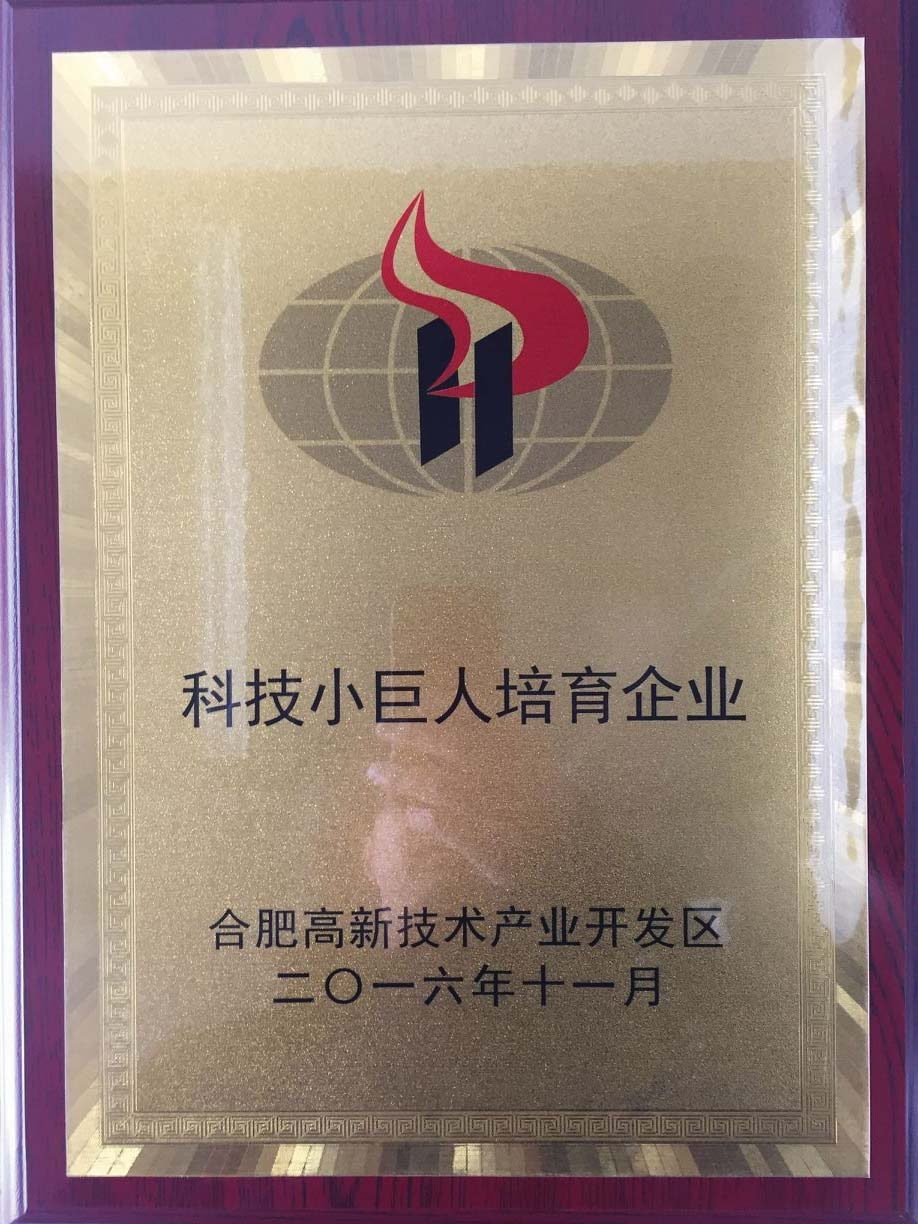 科技小巨人培育企业
合肥高新技术产业开发区
二〇一六年十一月